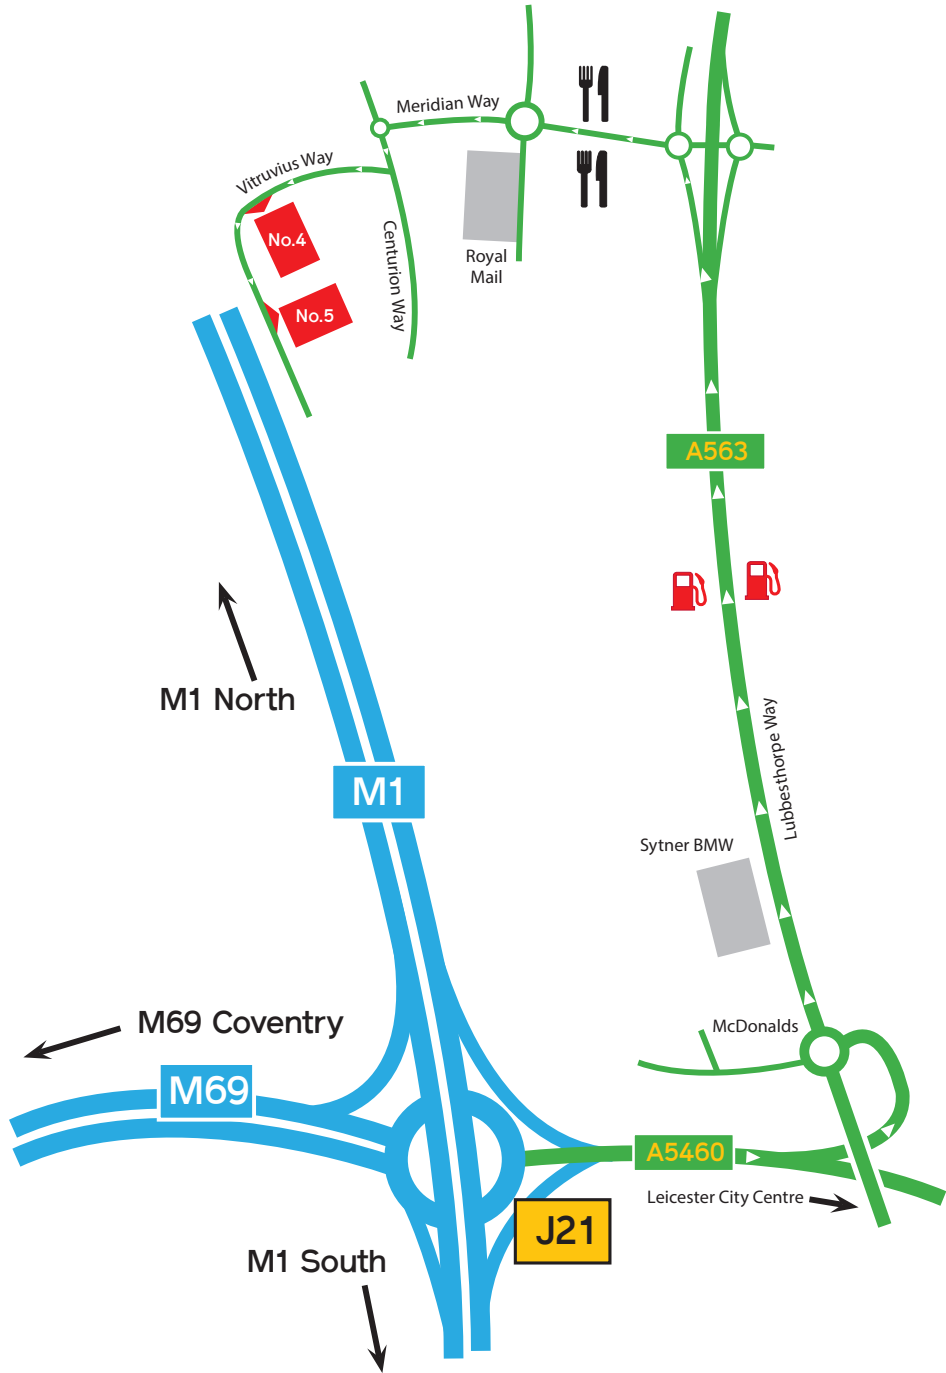 Meridian Way
Vitruvius Way
No.4
Centurion Way
Royal
Mail
No.5
A563
M1 North
Lubbesthorpe Way
M1
Sytner BMW
M69 Coventry
McDonalds
M69
A5460
Leicester City Centre
J21
M1 South